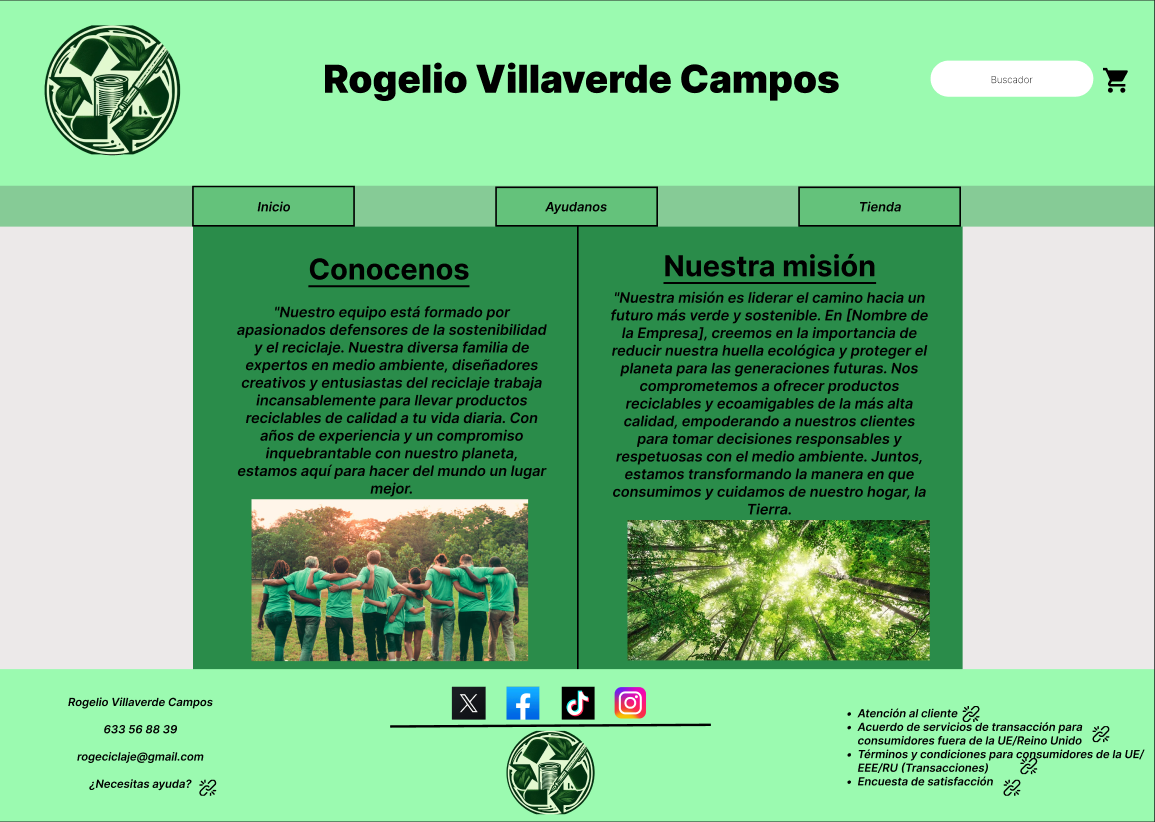 Rogelio Villaverde Campos
Buscador
Inicio
Ayudanos
Tienda
Conocenos
"Nuestro equipo está formado por
apasionados defensores de la sostenibilidad
y el reciclaje. Nuestra diversa familia de
expertos en medio ambiente, diseñadores
creativos y entusiastas del reciclaje trabaja
incansablemente para llevar productos
reciclables de calidad a tu vida diaria. Con
años de experiencia y un compromiso
inquebrantable con nuestro planeta,
estamos aquí para hacer del mundo un lugar
mejor.
Nuestra misión
"Nuestra misión es liderar el camino hacia un
futuro más verde y sostenible. En [Nombre de
la Empresa], creemos en la importancia de
reducir nuestra huella ecológica y proteger el
planeta para las generaciones futuras. Nos
comprometemos a ofrecer productos
reciclables y ecoamigables de la más alta
calidad, empoderando a nuestros clientes
para tomar decisiones responsables y
respetuosas con el medio ambiente. Juntos,
estamos transformando la manera en que
consumimos y cuidamos de nuestro hogar, la
Tierra.
Rogelio Villaverde Campos
633 56 88 39
rogeciclaje@gmail.com
¿Necesitas ayuda?
• Atención al cliente
• Acuerdo de servicios de transacción para
consumidores fuera de la UE/Reino Unido
• Términos y condiciones para consumidores de la UE/
EEE/RU (Transacciones)
• Encuesta de satisfacción